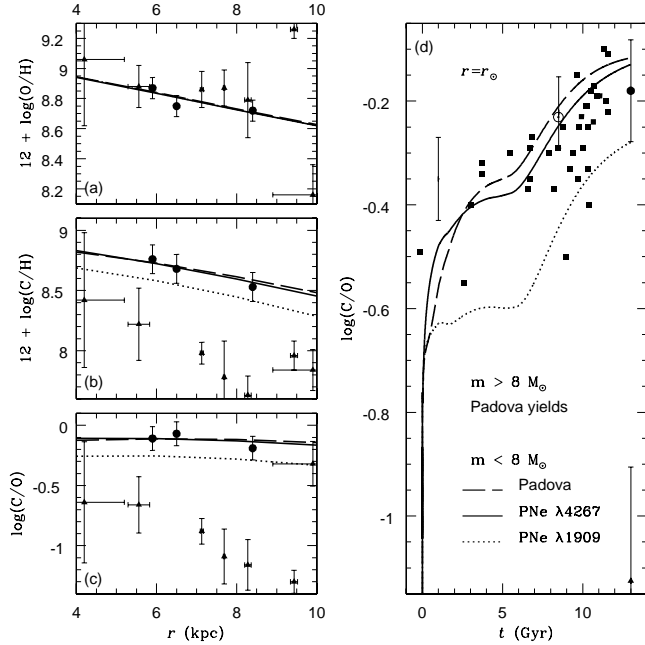 4 6 8 10
9.2
9
8.8
8.6
8.4
8.2
12 + log(O/H)
(a)
9
8.5
8
12 + log(C/H)
(b)
0
-0.5
-1
log(C/O)
(c)
4 6 8 10
r (kpc)
(d)
r=r☉
-0.2
-0.4
-0.6
-0.8
-1
log(C/O)
m > 8 M☉
Padova yields
m < 8 M☉
Padova
PNe λ4267
PNe λ1909
0 5 10
t (Gyr)